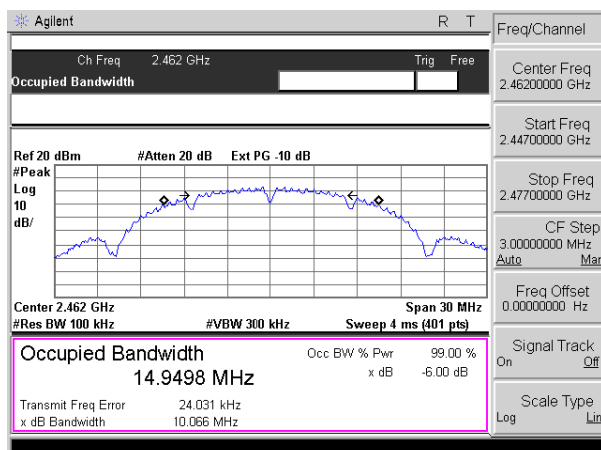 Agilent R T
Ch Freq 2.462 GHz Trig Free
Occupied Bandwidth
Ref 20 dBm #Atten 20 dB Ext PG -10 dB
#Peak
Log
10
dB/
Center 2.462 GHz Span 30 MHz
#Res BW 100 kHz #VBW 300 kHz Sweep 4 ms (401 pts)
Occupied Bandwidth Occ BW % Pwr 99.00 %
14.9498 MHz x dB -6.00 dB
Transmit Freq Error 24.031 kHz
x dB Bandwidth 10.066 MHz
Freq/Channel
Center Freq
2.46200000 GHz
Start Freq
2.44700000 GHz
Stop Freq
2.47700000 GHz
CF Step
3.00000000 MHz
Auto Mar
Freq Offset
0.00000000 Hz
Signal Track
On Off
Scale Type
Log Lin